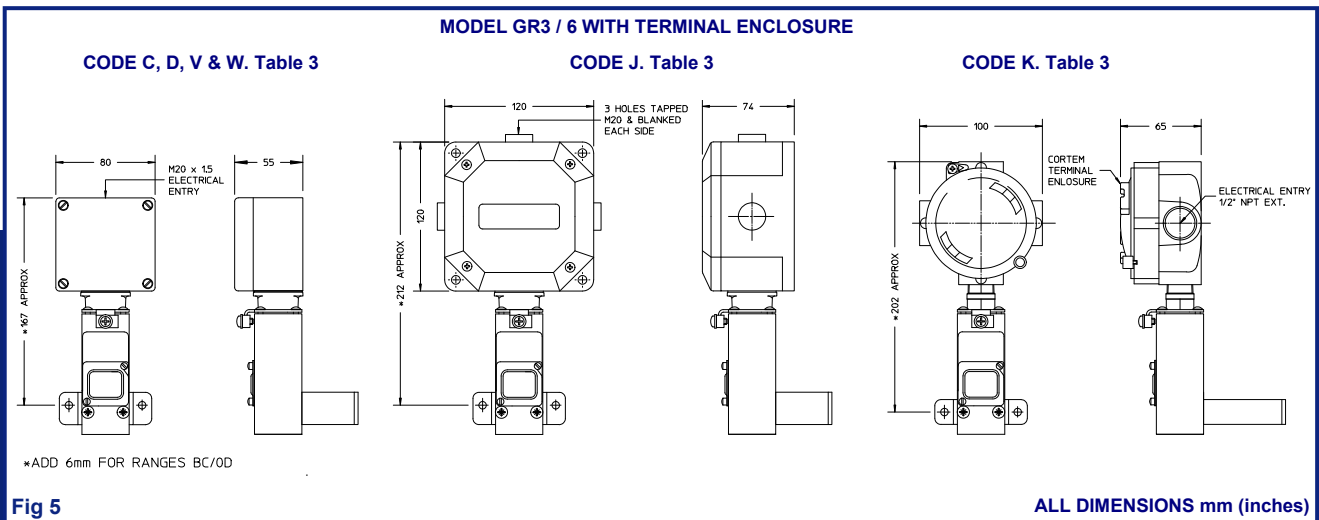 MODEL GR3 / 6 WITH TERMINAL ENCLOSURE
CODE C, D, V & W. Table 3
CODE J. Table 3
CODE K. Table 3
80
M20 x 1.5
ELECTRICAL
ENTRY
55
*167 APPROX
120
3 HOLES TAPPED
M20 & BLANKED
EACH SIDE
74
120
*212 APPROX
100
65
CORTEM
TERMINAL
ENLOSURE
ELECTRICAL ENTRY
1/2" NPT EXT.
*202 APPROX
*ADD 6mm FOR RANGES BC/0D
Fig 5
ALL DIMENSIONS mm (inches)